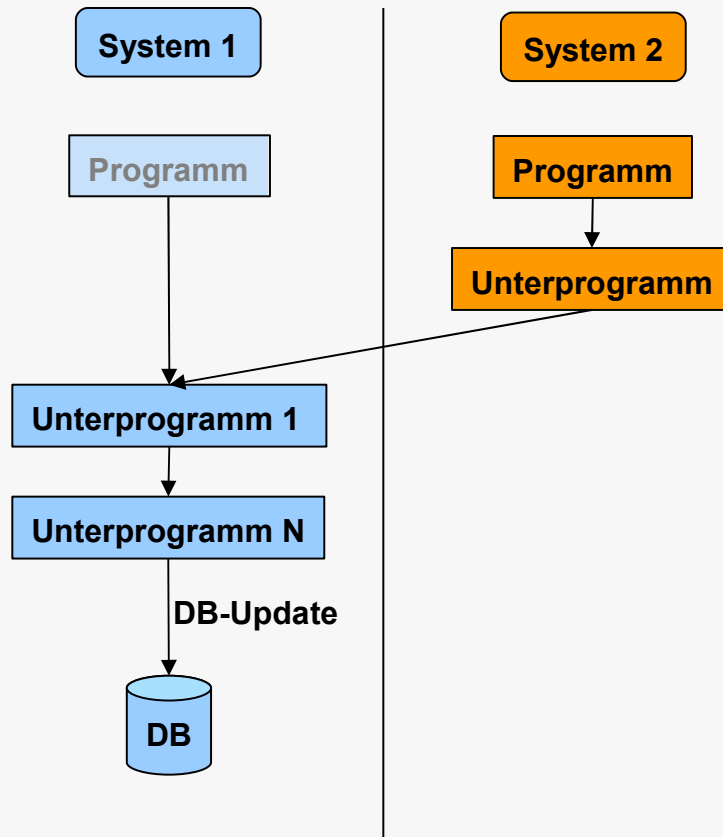 System 1
System 2
Programm
Programm
Unterprogramm
Unterprogramm 1
Unterprogramm N
DB-Update
DB